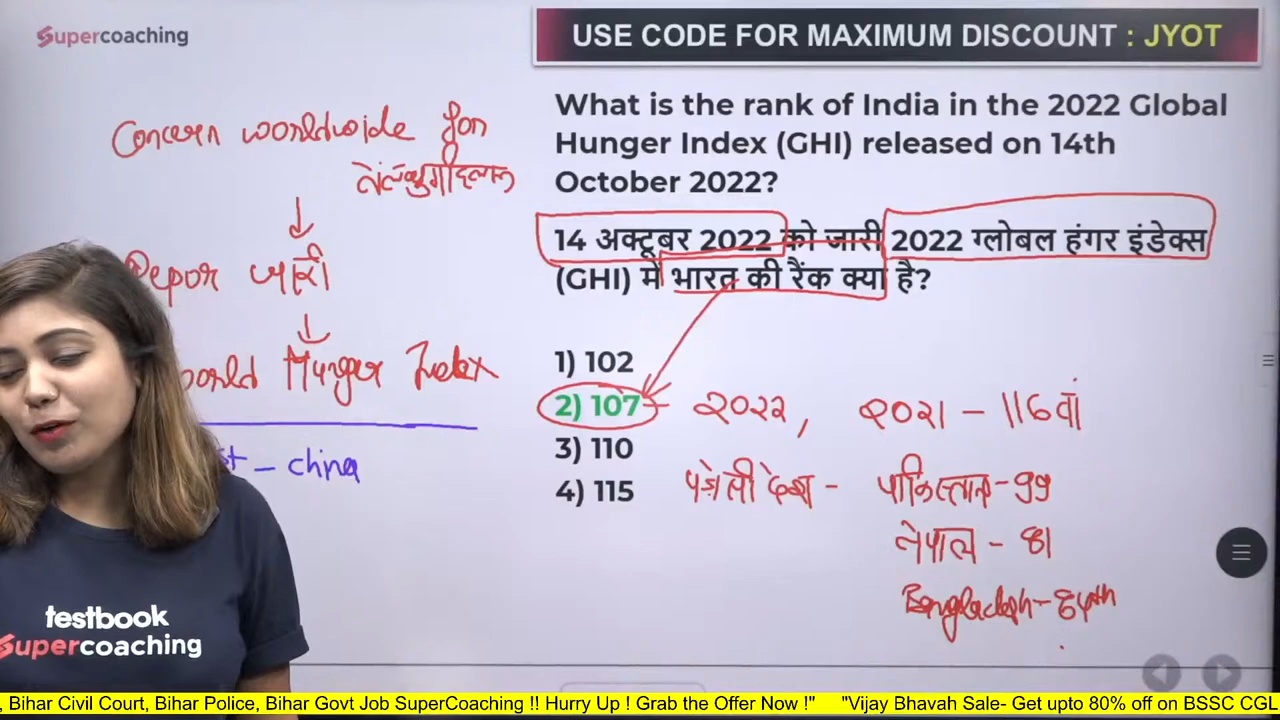 Supercoaching
USE CODE FOR MAXIMUM DISCOUNT : JYOT
What is the rank of India in the 2022 Global
Hunger Index (GHI) released on 14th
October 2022?
14 अक्टूबर 2022 को जारी 2022 ग्लोबल हंगर इंडेक्स
(GHI) में भारत की रैंक क्या है?
1) 102
2) 107
3) 110
4) 115
Concern worldwide for
Repor जारी
Hunger Index
st – china
– २०२२, २०२१ – 116वां
पड़ोसी देश – पाकिस्तान – 99
नेपाल – 81
Bangladesh – 84th
testbook
Supercoaching
, Bihar Civil Court, Bihar Police, Bihar Govt Job SuperCoaching !! Hurry Up ! Grab the Offer Now !" "Vijay Bhavah Sale- Get upto 80% off on BSSC CGL